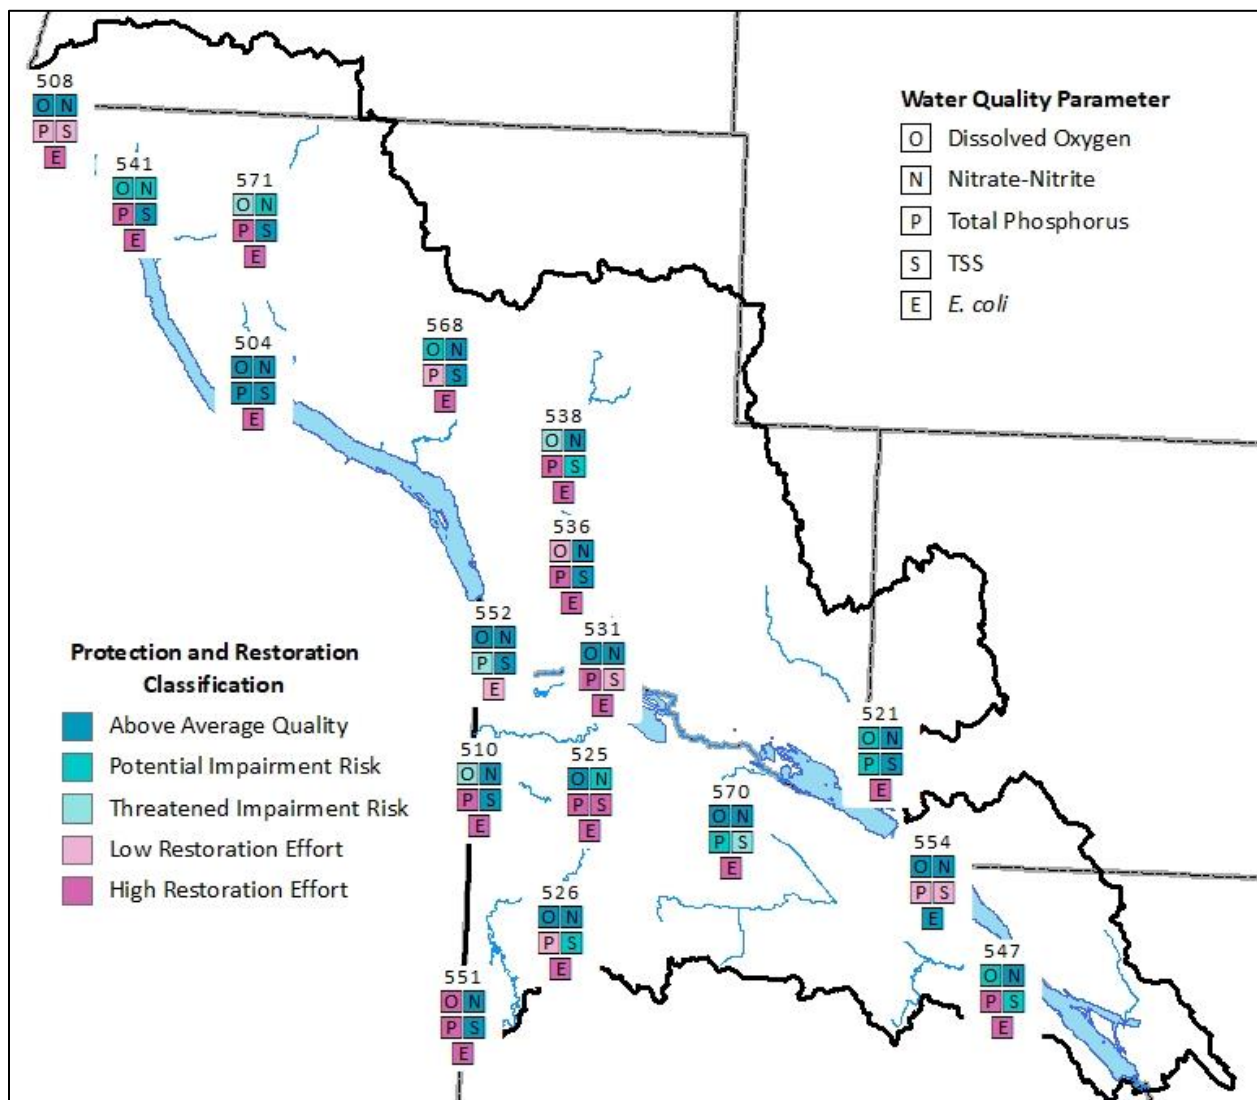 508
O N
P S
E
541
O N
P S
E
571
O N
P S
E
Water Quality Parameter
O Dissolved Oxygen
N Nitrate-Nitrite
P Total Phosphorus
S TSS
E E. coli
504
O N
P S
E
568
O N
P S
E
538
O N
P S
E
536
O N
P S
E
552
O N
P S
E
531
O N
P S
E
Protection and Restoration
Classification
Above Average Quality
Potential Impairment Risk
Threatened Impairment Risk
Low Restoration Effort
High Restoration Effort
510
O N
P S
E
525
O N
P S
E
521
O N
P S
E
570
O N
P S
E
554
O N
P S
E
526
O N
P S
E
547
O N
P S
E
551
O N
P S
E